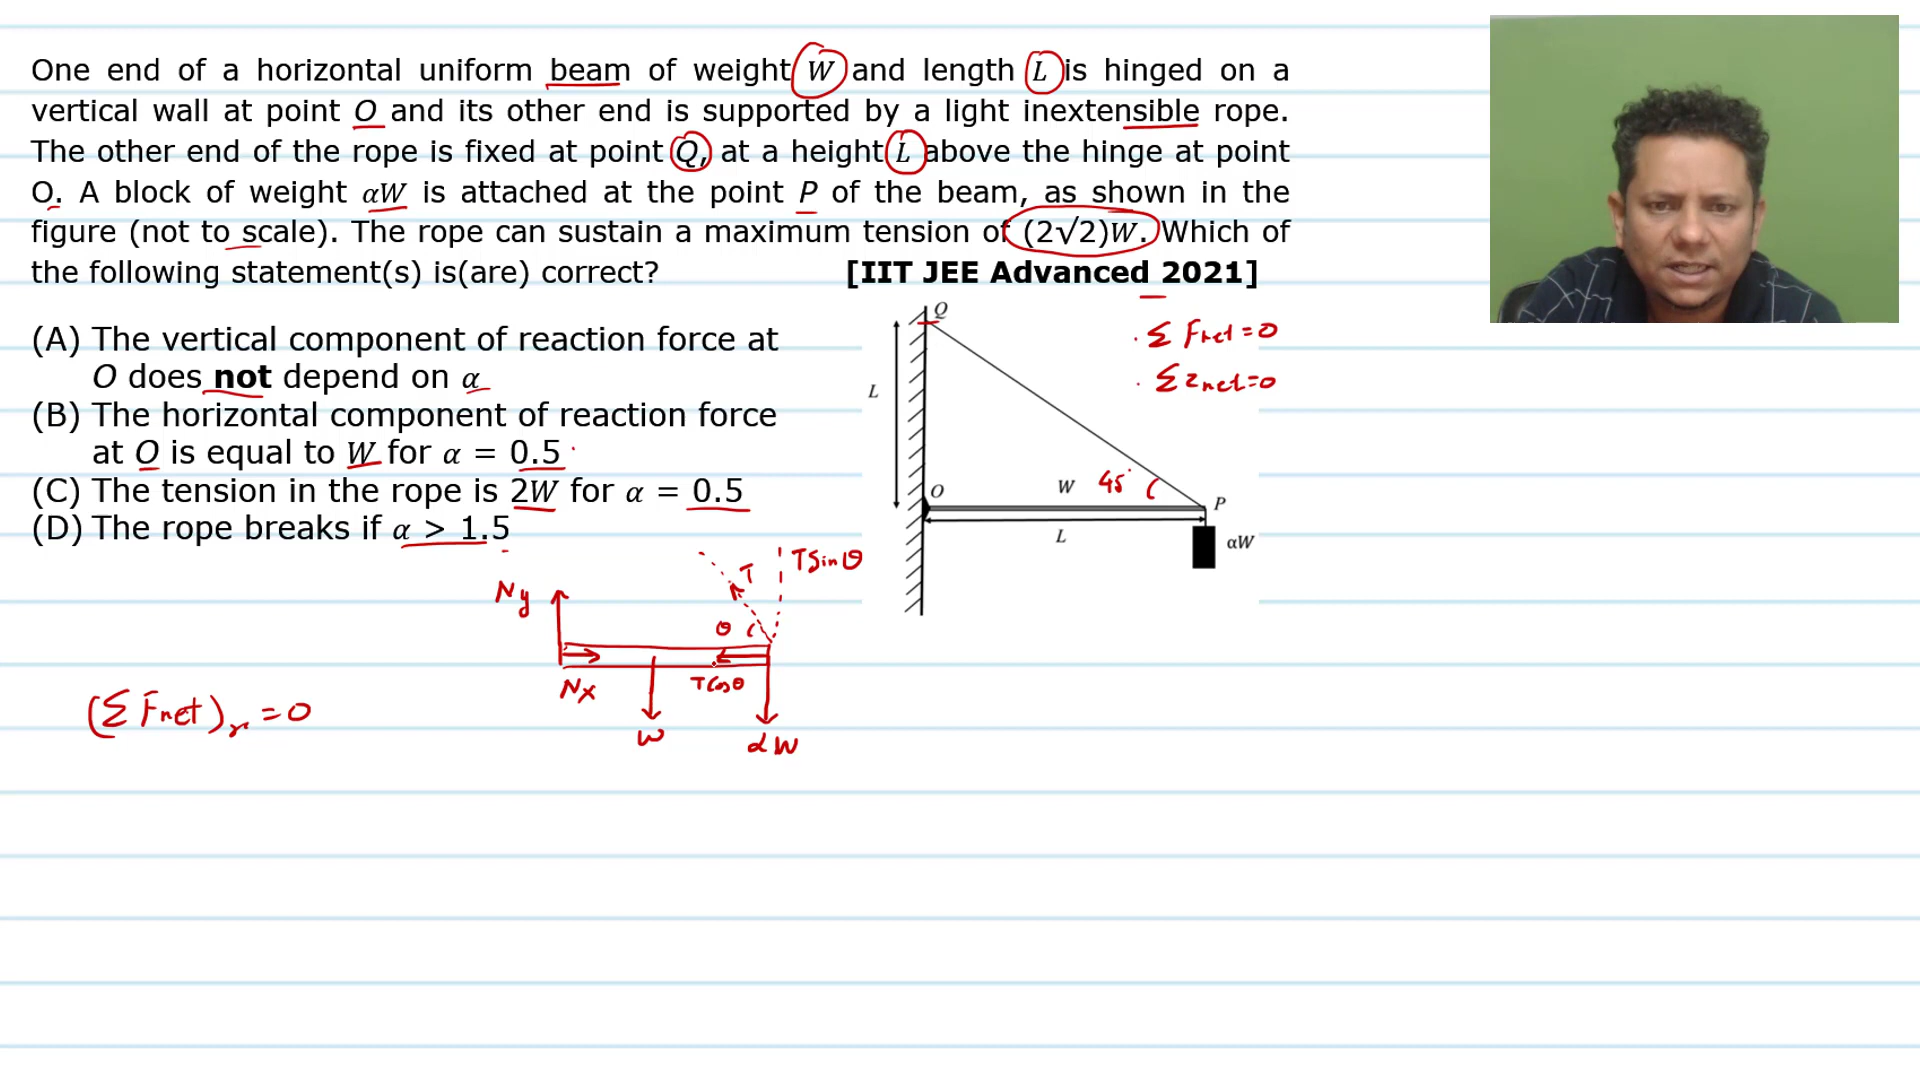 One end of a horizontal uniform beam of weight W and length L is hinged on a
vertical wall at point O and its other end is supported by a light inextensible rope.
The other end of the rope is fixed at point Q, at a height L above the hinge at point
O. A block of weight αW is attached at the point P of the beam, as shown in the
figure (not to scale). The rope can sustain a maximum tension of (2√2)W. Which of
the following statement(s) is(are) correct? [IIT JEE Advanced 2021]
(A) The vertical component of reaction force at
O does not depend on α
(B) The horizontal component of reaction force
at O is equal to W for α = 0.5
(C) The tension in the rope is 2W for α = 0.5
(D) The rope breaks if α > 1.5
Q
· Σ Fnet = 0
· Σ τnet = 0
L
O
W
45°
P
L
αW
Ny
T
T Sin θ
θ
Nx
T Cos θ
W
αW
(Σ Fnet)x = 0